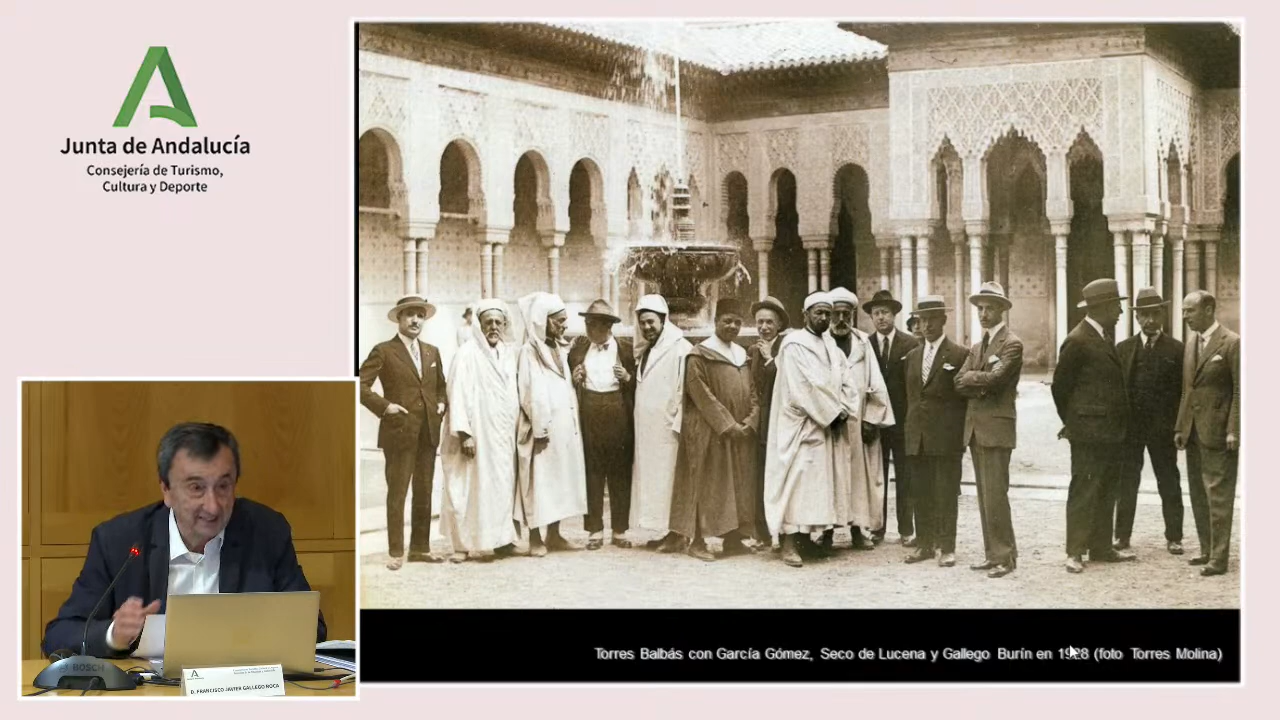 Junta de Andalucía
Consejería de Turismo,
Cultura y Deporte
BOSCH
D. FRANCISCO JAVIER GALLEGO ROCA
Torres Balbás con García Gómez, Seco de Lucena y Gallego Burín en 1928 (foto Torres Molina)